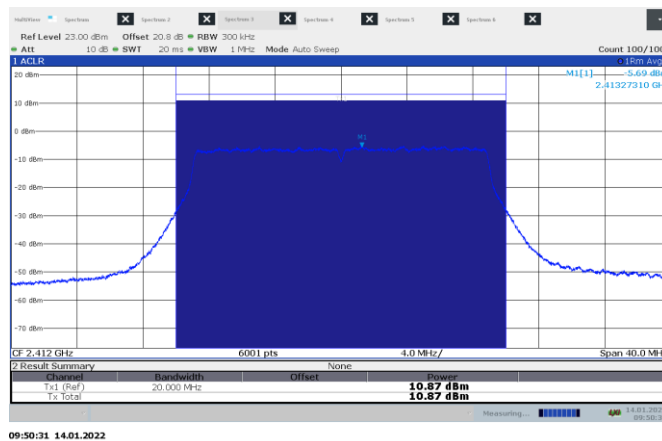 MultiView Spectrum Spectrum 2 Spectrum 3 Spectrum 4 Spectrum 5 Spectrum 6
Ref Level 23.00 dBm Offset 20.8 dB RBW 300 kHz
Att 10 dB SWT 20 ms VBW 1 MHz Mode Auto Sweep Count 100/100
1 ACLR 1Rm Avg
M1[1] -5.69 dB
2.41327310 GH
20 dBm
10 dBm
0 dBm
M1
-10 dBm
-20 dBm
-30 dBm
-40 dBm
-50 dBm
-60 dBm
-70 dBm
CF 2.412 GHz 6001 pts 4.0 MHz/ Span 40.0 MH
2 Result Summary None
Channel Bandwidth Offset Power
Tx1 (Ref) 20.000 MHz 10.87 dBm
Tx Total 10.87 dBm
Measuring... 14.01.202
09:50:3
09:50:31 14.01.2022